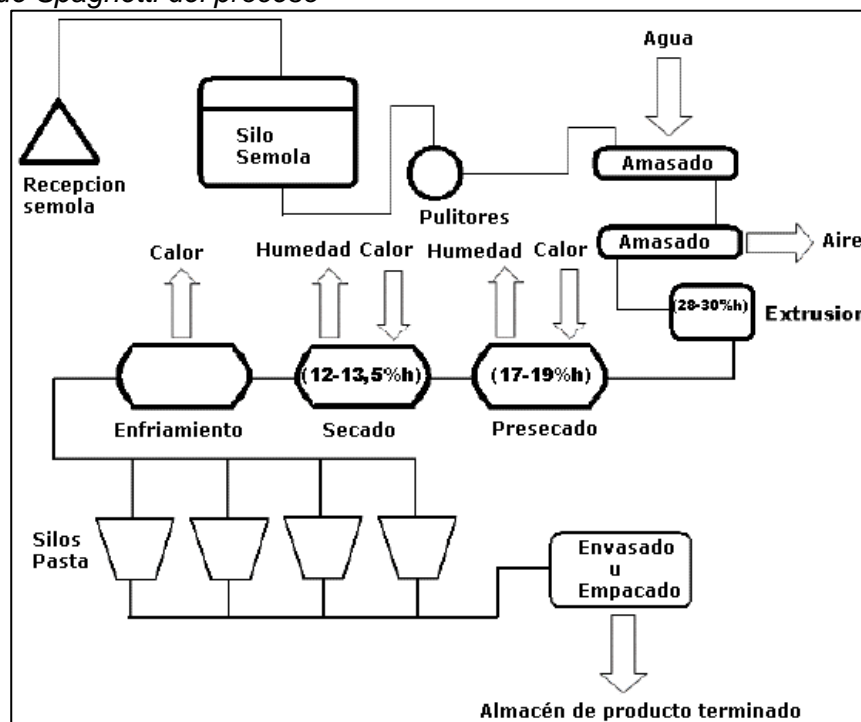 de Spaghetti del proceso
Agua
Silo
Semola
Amasado
Recepcion
semola
Pulitores
Amasado
Aire
Calor
Humedad
Calor
Humedad
Calor
(28-30%h)
Extrusion
(12-13,5%h)
(17-19%h)
Enfriamiento
Secado
Presecado
Silos
Pasta
Envasado
u
Empacado
Almacén de producto terminado